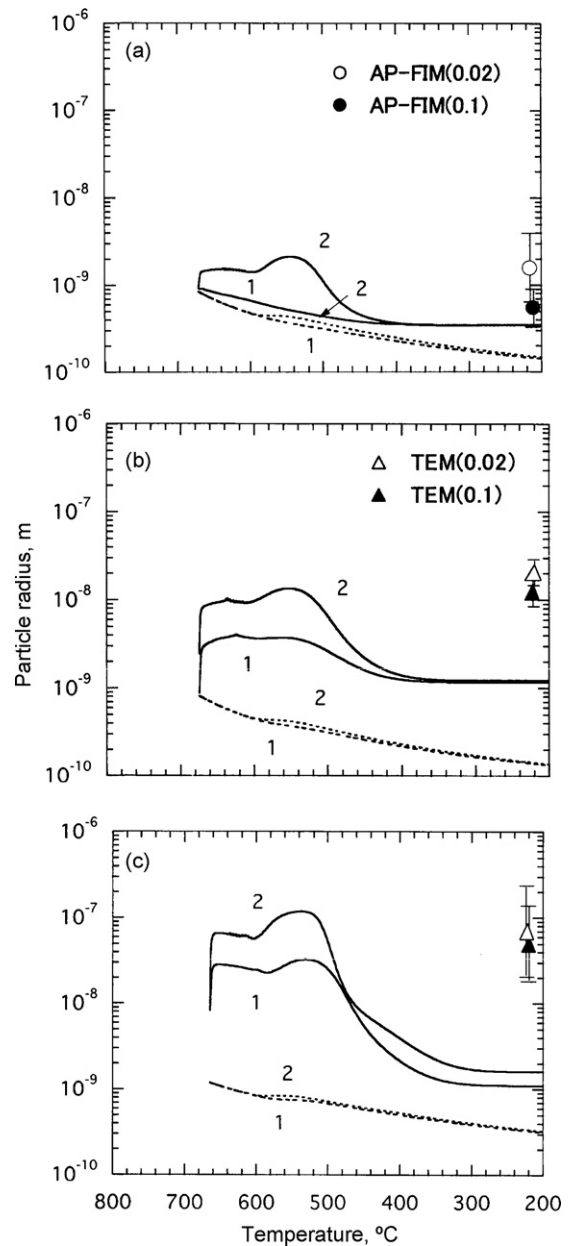 10⁻⁶
(a)
○ AP-FIM(0.02)
● AP-FIM(0.1)
10⁻⁷
10⁻⁸
2
10⁻⁹
1
2
1
10⁻¹⁰
10⁻⁶
(b)
△ TEM(0.02)
▲ TEM(0.1)
10⁻⁷
Particle radius, m
10⁻⁸
2
1
10⁻⁹
2
1
10⁻¹⁰
10⁻⁶
(c)
10⁻⁷
2
1
10⁻⁸
10⁻⁹
2
1
10⁻¹⁰
800 700 600 500 400 300 200
Temperature, ºC